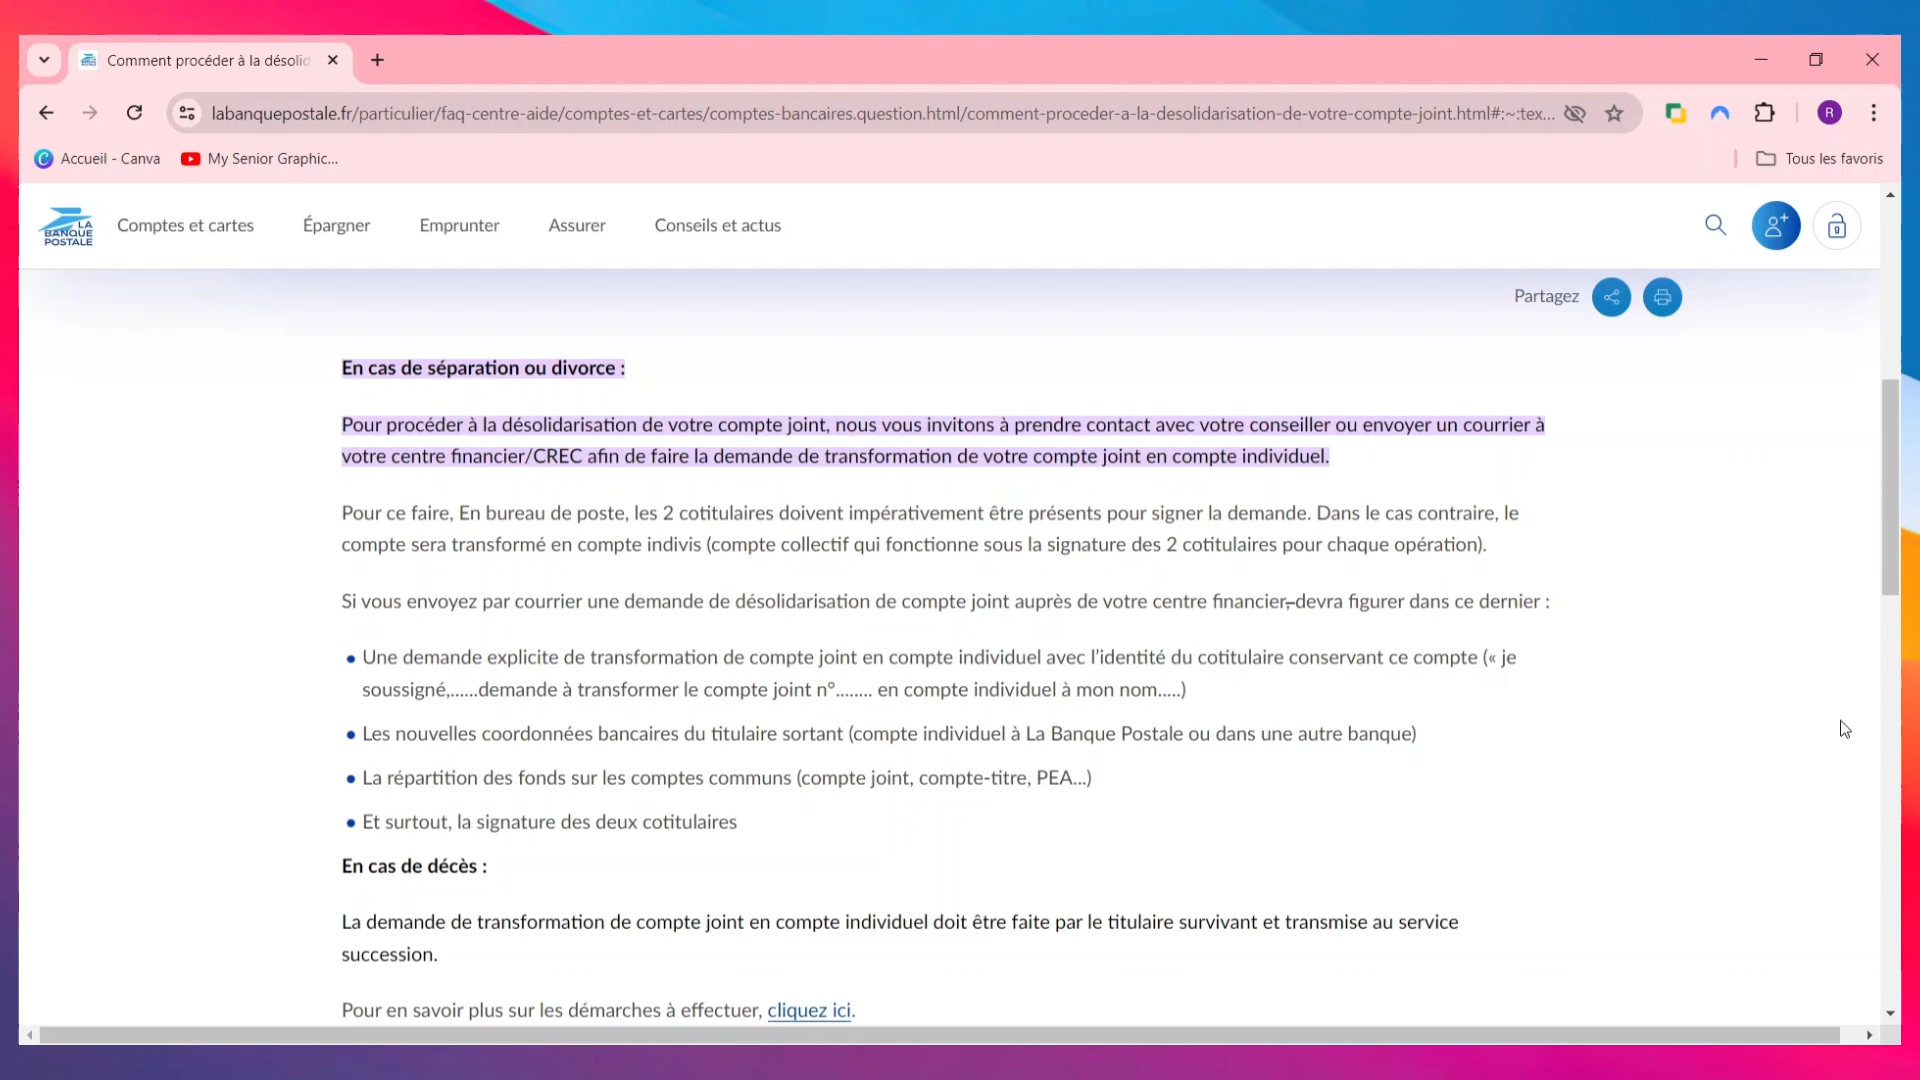 Comment procéder à la désolid
labanquepostale.fr/particulier/faq-centre-aide/comptes-et-cartes/comptes-bancaires.question.html/comment-proceder-a-la-desolidarisation-de-votre-compte-joint.html#:~:tex...
R
Accueil - Canva
My Senior Graphic...
Tous les favoris
LA
BANQUE
POSTALE
Comptes et cartes
Épargner
Emprunter
Assurer
Conseils et actus
Partagez
En cas de séparation ou divorce :
Pour procéder à la désolidarisation de votre compte joint, nous vous invitons à prendre contact avec votre conseiller ou envoyer un courrier à
votre centre financier/CREC afin de faire la demande de transformation de votre compte joint en compte individuel.
Pour ce faire, En bureau de poste, les 2 cotitulaires doivent impérativement être présents pour signer la demande. Dans le cas contraire, le
compte sera transformé en compte indivis (compte collectif qui fonctionne sous la signature des 2 cotitulaires pour chaque opération).
Si vous envoyez par courrier une demande de désolidarisation de compte joint auprès de votre centre financier, devra figurer dans ce dernier :
• Une demande explicite de transformation de compte joint en compte individuel avec l'identité du cotitulaire conservant ce compte (« je
soussigné,......demande à transformer le compte joint n°........ en compte individuel à mon nom.....)
• Les nouvelles coordonnées bancaires du titulaire sortant (compte individuel à La Banque Postale ou dans une autre banque)
• La répartition des fonds sur les comptes communs (compte joint, compte-titre, PEA...)
• Et surtout, la signature des deux cotitulaires
En cas de décès :
La demande de transformation de compte joint en compte individuel doit être faite par le titulaire survivant et transmise au service
succession.
Pour en savoir plus sur les démarches à effectuer, cliquez ici.